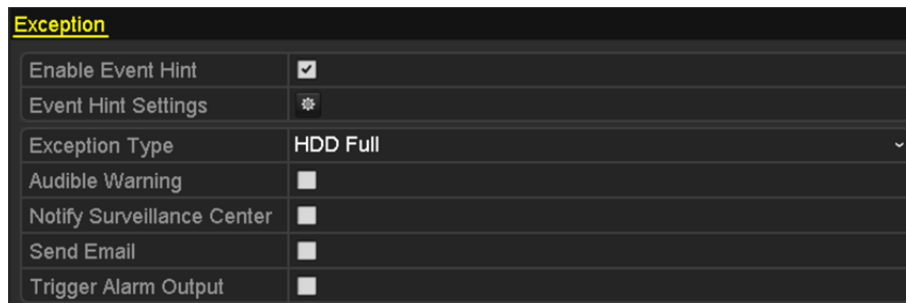 Exception
Enable Event Hint
Event Hint Settings
Exception Type HDD Full
Audible Warning
Notify Surveillance Center
Send Email
Trigger Alarm Output